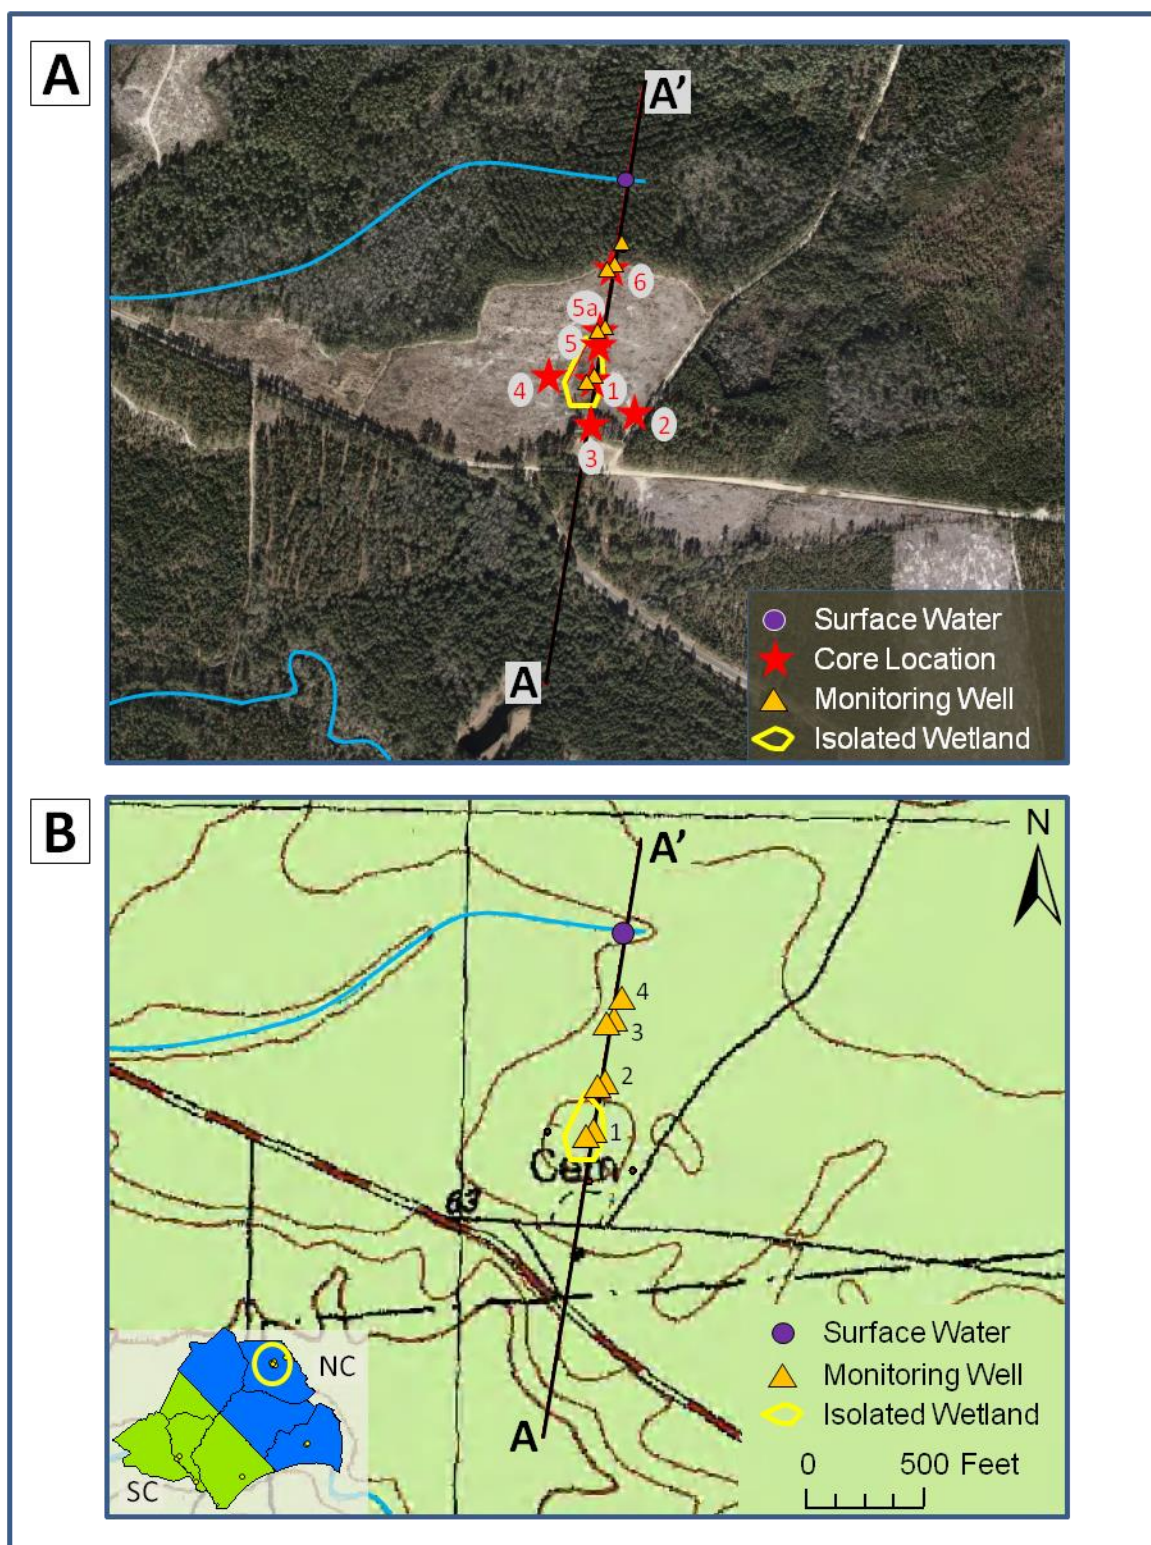 A
A’
6
5a
5
4
1
2
3
A
Surface Water
Core Location
Monitoring Well
Isolated Wetland
B
N
A’
4
3
2
1
Cem
63
A
NC
SC
Surface Water
Monitoring Well
Isolated Wetland
0 500 Feet